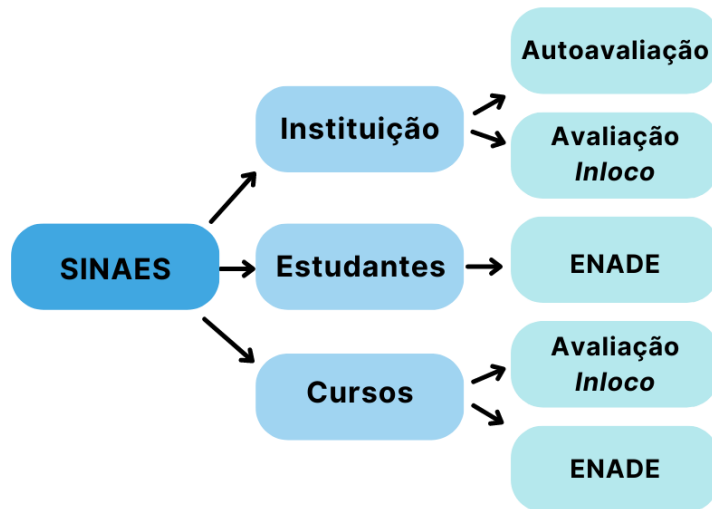 SINAES
Instituição
Estudantes
Cursos
Autoavaliação
Avaliação
Inloco
ENADE
Avaliação
Inloco
ENADE